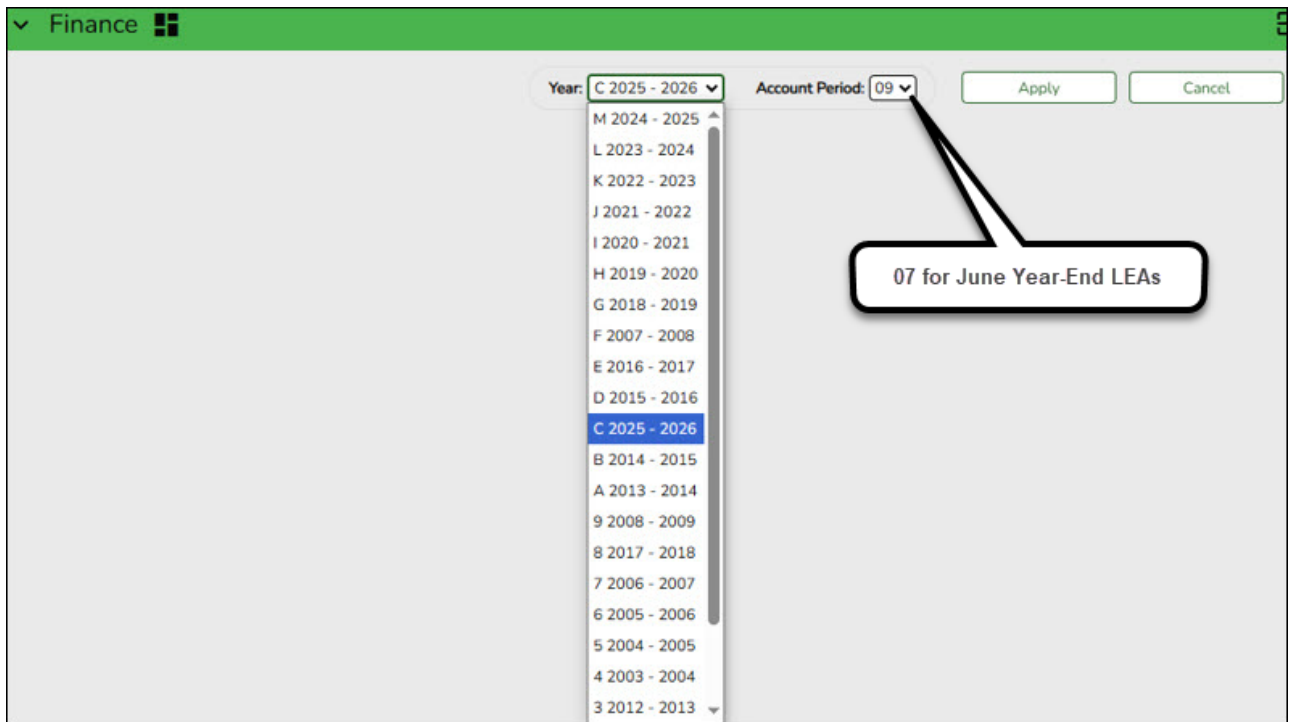 Finance
Year: C 2025 - 2026 Account Period: 09 Apply Cancel
M 2024 - 2025
L 2023 - 2024
K 2022 - 2023
J 2021 - 2022
I 2020 - 2021
H 2019 - 2020
G 2018 - 2019
F 2007 - 2008
E 2016 - 2017
D 2015 - 2016
C 2025 - 2026
B 2014 - 2015
A 2013 - 2014
9 2008 - 2009
8 2017 - 2018
7 2006 - 2007
6 2005 - 2006
5 2004 - 2005
4 2003 - 2004
3 2012 - 2013
07 for June Year-End LEAs